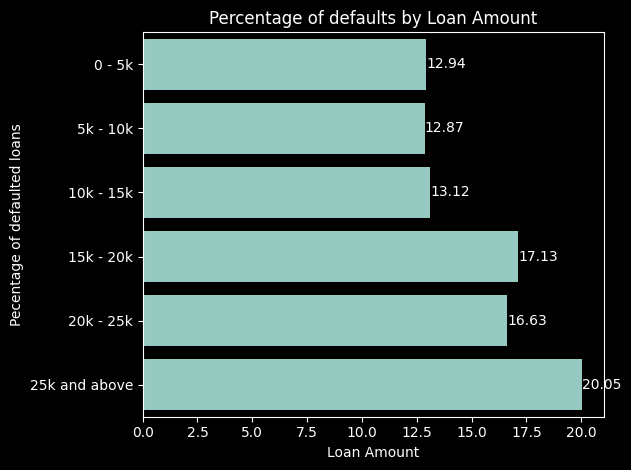 Percentage of defaults by Loan Amount
Pecentage of defaulted loans
0 - 5k
12.94
5k - 10k
12.87
10k - 15k
13.12
15k - 20k
17.13
20k - 25k
16.63
25k and above
20.05
0.0 2.5 5.0 7.5 10.0 12.5 15.0 17.5 20.0
Loan Amount